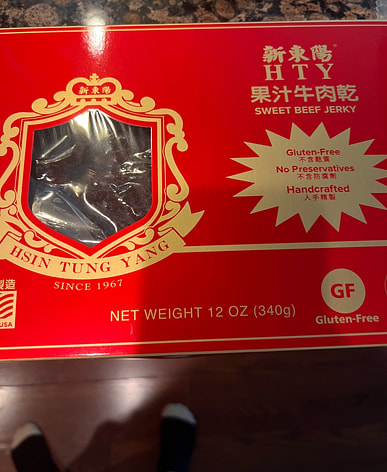 新東陽
新東陽®
HTY
果汁牛肉乾
SWEET BEEF JERKY
Gluten-Free
不含麩質
No Preservatives
不含防腐劑
Handcrafted
人手精製
HSIN TUNG YANG
SINCE 1967
製造
USA
NET WEIGHT 12 OZ (340g)
GF
Gluten-Free